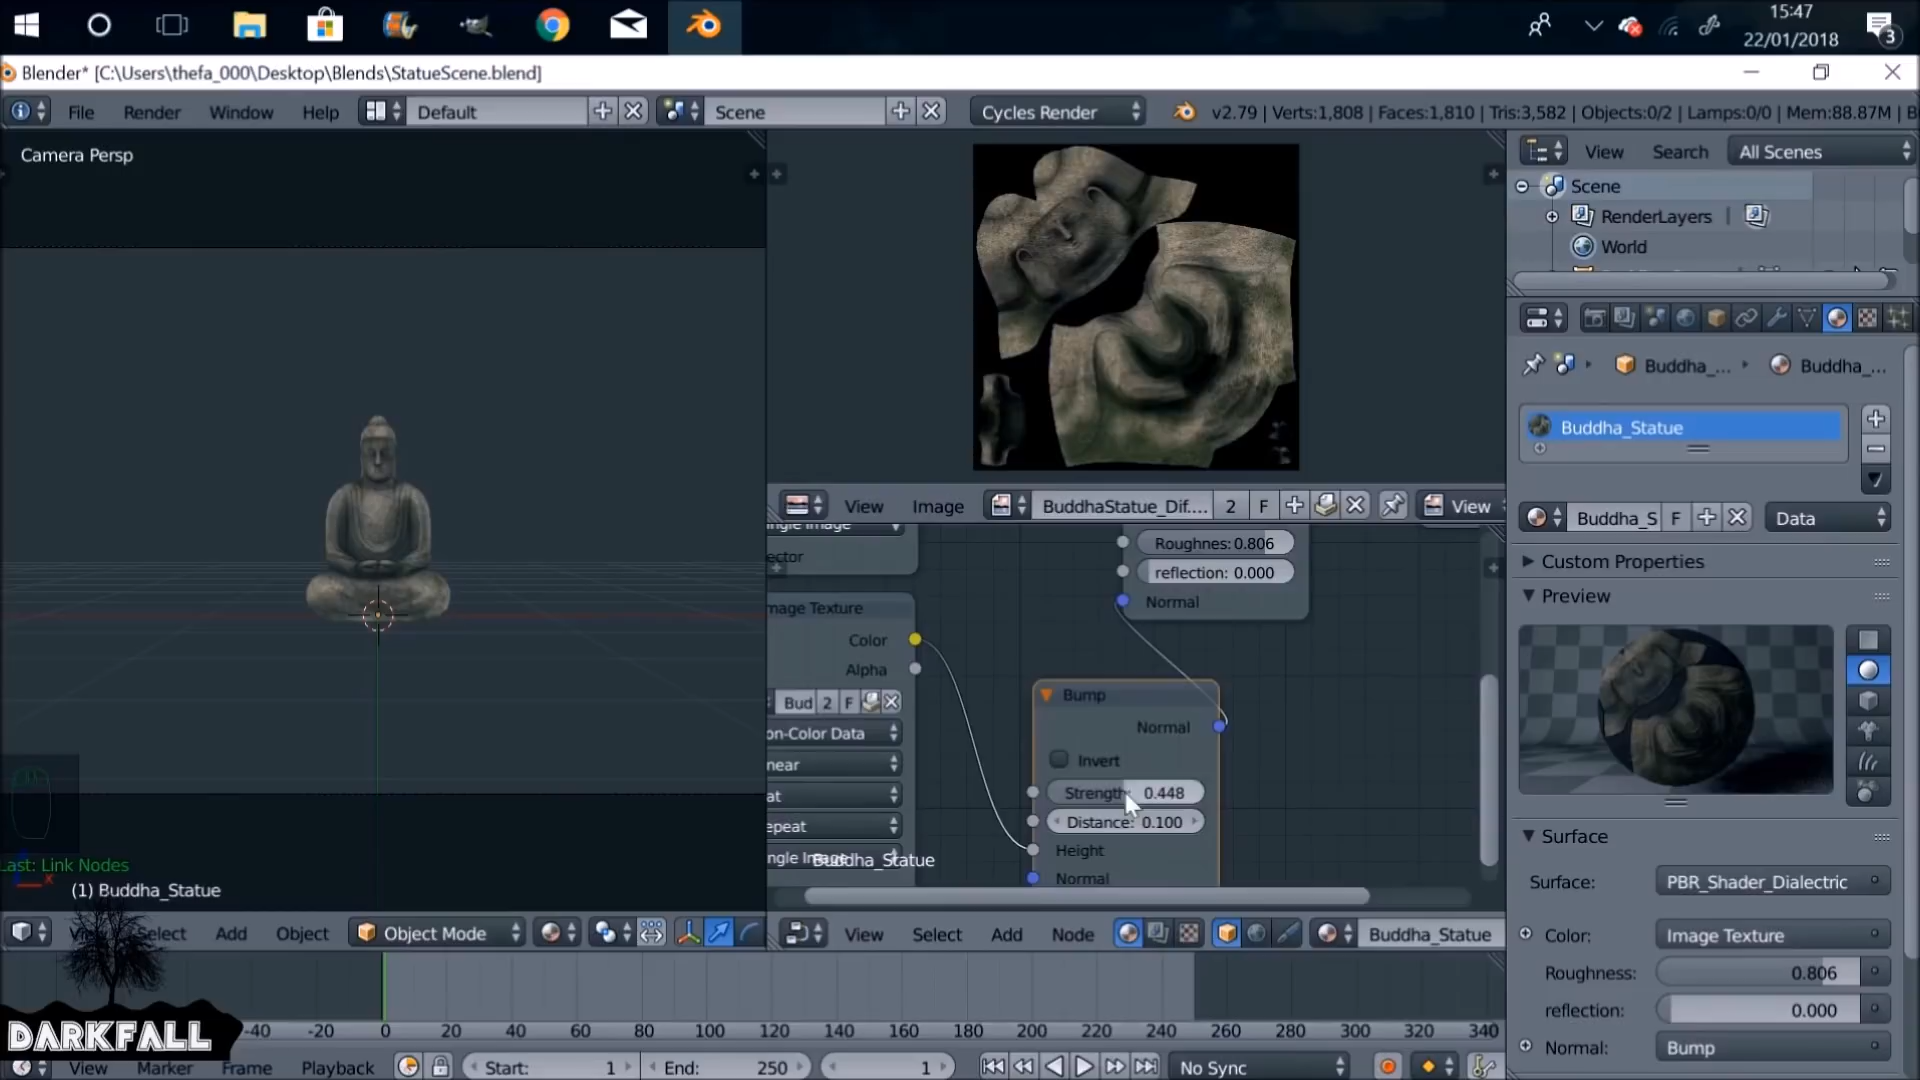 15:47
22/01/2018
3
Blender* [C:\Users\thefa_000\Desktop\Blends\StatueScene.blend]
File Render Window Help Default Scene Cycles Render v2.79 | Verts:1,808 | Faces:1,810 | Tris:3,582 | Objects:0/2 | Lamps:0/0 | Mem:88.87M | B
Camera Persp
View Search All Scenes
Scene
RenderLayers
World
Buddha_... Buddha_...
Buddha_Statue
View Image BuddhaStatue_Dif.... 2 F View
Buddha_S F Data
ngle Image
ector
Roughnes: 0.806
reflection: 0.000
Normal
Custom Properties
Preview
mage Texture
Color
Alpha
Bud 2 F
on-Color Data
near
at
epeat
ngle Image
Buddha_Statue
Bump
Normal
Invert
Strength: 0.448
Distance: 0.100
Height
Normal
Surface
Surface: PBR_Shader_Dialectric
Color: Image Texture
Roughness: 0.806
reflection: 0.000
Normal: Bump
Last: Link Nodes
(1) Buddha_Statue
Select Add Object Object Mode
View Select Add Node Buddha_Statue
-40 -20 0 20 40 60 80 100 120 140 160 180 200 220 240 260 280 300 320 340
View Marker Frame Playback Start: 1 End: 250 1 No Sync
DARKFALL